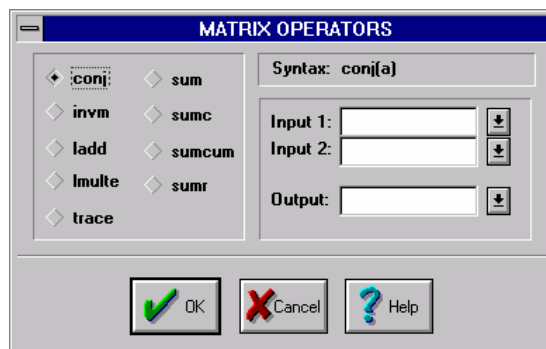 MATRIX OPERATORS
conj
invm
ladd
lmulte
trace
sum
sumc
sumcum
sumr
Syntax: conj(a)
Input 1:
Input 2:
Output:
OK
Cancel
Help